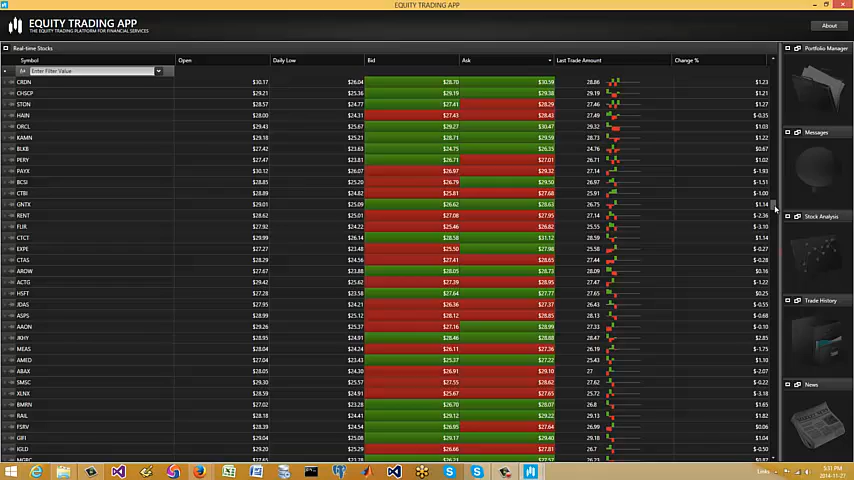 EQUITY TRADING APP
EQUITY TRADING APP
THE EQUITY TRADING PLATFORM FOR FINANCIAL SERVICES
About
Real-time Stocks
Symbol Open Daily Low Bid Ask Last Trade Amount Change %
Enter Filter Value
CRDN $30.17 $26.04 $28.70 $30.59 28.86 $1.23
CHSCP $29.21 $25.36 $29.19 $29.38 29.19 $1.21
STON $28.57 $24.77 $27.41 $28.29 27.46 $1.27
HAIN $28.00 $24.31 $27.43 $28.43 27.49 $-0.35
ORCL $29.43 $25.67 $29.27 $30.47 29.32 $1.03
KAMN $29.18 $25.31 $28.71 $29.59 28.73 $1.22
BLKB $27.42 $23.63 $24.75 $26.35 24.76 $0.67
PERY $27.47 $23.81 $26.71 $27.01 26.71 $1.02
PAYX $30.12 $26.07 $26.97 $29.32 27.14 $-1.93
BCSI $28.85 $25.20 $26.79 $29.50 26.97 $-1.51
CTBI $28.89 $24.82 $25.81 $27.68 25.91 $-1.00
GNTX $29.01 $25.09 $26.62 $28.63 26.75 $1.14
RENT $28.62 $25.01 $27.08 $27.95 27.14 $-2.36
FLIR $27.92 $24.22 $25.46 $26.82 25.55 $-3.10
CTCT $29.99 $26.14 $28.58 $31.12 28.59 $1.14
EXPE $27.27 $23.48 $25.50 $27.98 25.58 $-0.27
CTAS $28.29 $24.56 $27.41 $28.65 27.44 $-0.28
AROW $27.67 $23.88 $28.05 $28.73 28.09 $0.16
ACTG $29.42 $25.62 $27.39 $28.95 27.47 $-1.22
HSFT $27.28 $23.58 $27.64 $27.77 27.65 $0.25
JDAS $27.95 $24.21 $26.36 $27.37 26.43 $-0.55
ASPS $28.99 $25.12 $28.12 $28.85 28.13 $-0.68
AAON $29.26 $25.37 $27.16 $28.99 27.33 $-0.10
JKHY $28.95 $24.91 $28.46 $28.68 28.47 $2.85
MEAS $28.04 $24.26 $26.11 $27.36 26.4 $-1.75
AMED $27.04 $23.43 $25.37 $27.22 25.43 $1.10
ABAX $28.05 $24.30 $26.91 $29.10 27 $-2.07
SMSC $29.30 $25.57 $27.55 $28.62 27.62 $-0.22
XLNX $28.59 $24.91 $25.67 $27.65 25.72 $-3.18
BMRN $27.02 $23.28 $26.70 $28.07 26.8 $1.65
RAIL $28.18 $24.41 $29.12 $29.22 29.13 $1.82
FSRV $28.39 $24.54 $26.95 $27.64 26.99 $0.06
GIFI $29.04 $25.08 $29.17 $29.40 29.18 $1.04
IGLD $29.20 $25.29 $26.66 $27.81 26.7 $-0.50
Portfolio Manager
Messages
Stock Analysis
Trade History
News
Links
5:31 PM
2014-11-27